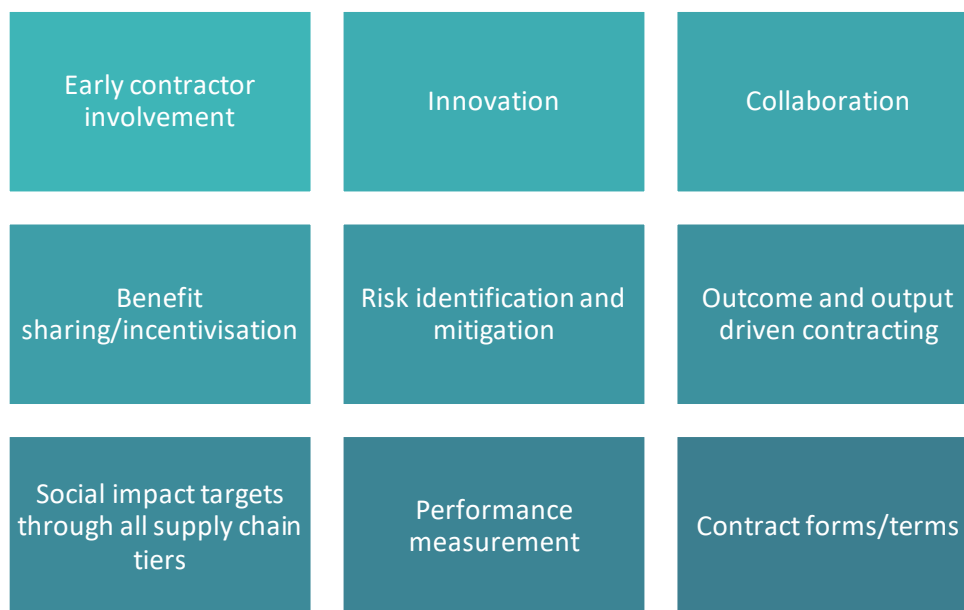 Early contractor
involvement
Innovation
Collaboration
Benefit
sharing/incentivisation
Risk identification and
mitigation
Outcome and output
driven contracting
Social impact targets
through all supply chain
tiers
Performance
measurement
Contract forms/terms